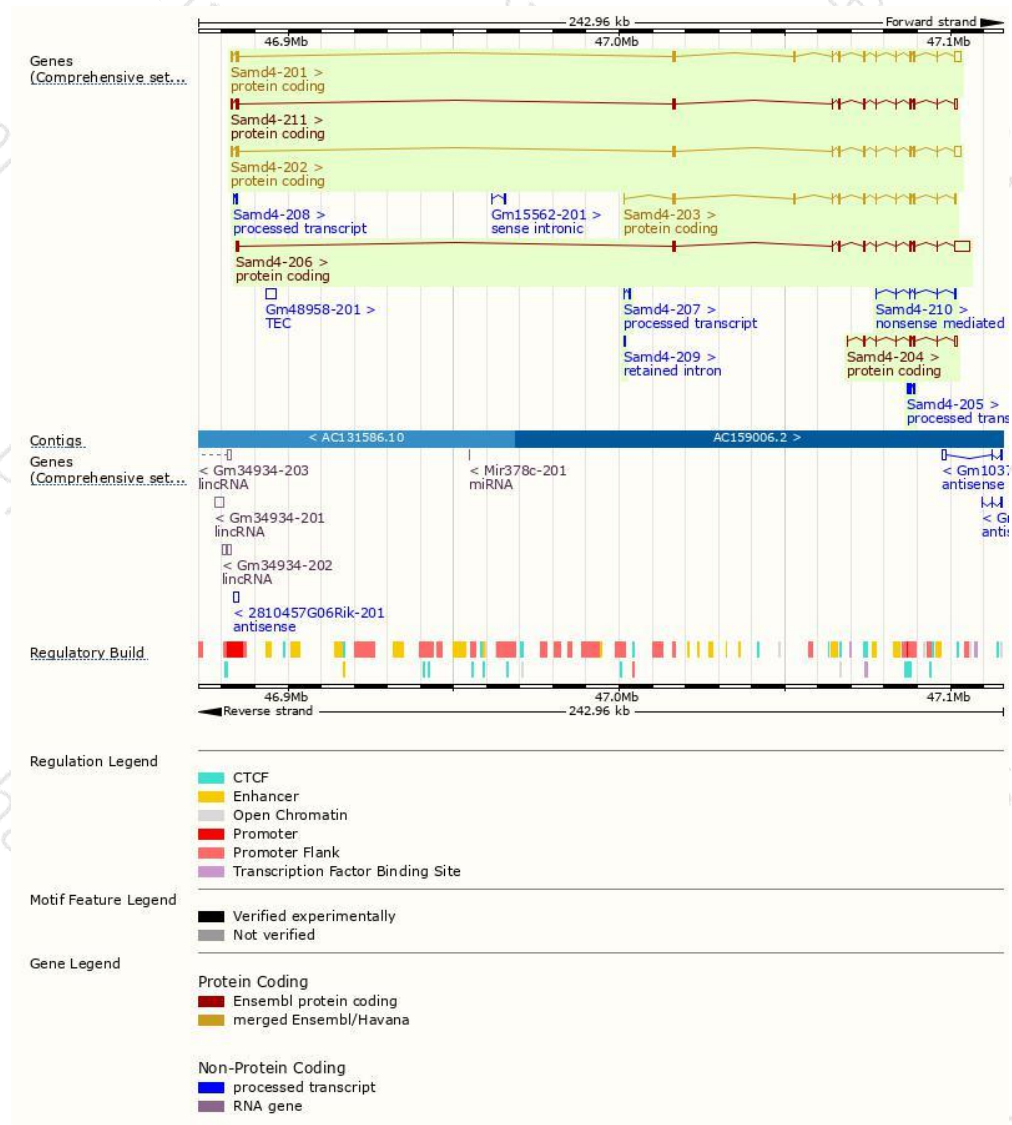 242.96 kb Forward strand
46.9Mb 47.0Mb 47.1Mb
Genes
(Comprehensive set...
Samd4-201 >
protein coding
Samd4-211 >
protein coding
Samd4-202 >
protein coding
Samd4-208 > Gm15562-201 > Samd4-203 >
processed transcript sense intronic protein coding
Samd4-206 >
protein coding
Gm48958-201 > Samd4-207 > Samd4-210 >
TEC processed transcript nonsense mediated
Samd4-209 > Samd4-204 >
retained intron protein coding
Samd4-205 >
processed trans
Contigs < AC131586.10 AC159006.2 >
Genes
(Comprehensive set...
< Gm34934-203 < Mir378c-201 < Gm1037
lincRNA miRNA antisense
< Gm34934-201 < G
lincRNA antis
< Gm34934-202
lincRNA
< 2810457G06Rik-201
antisense
Regulatory Build
46.9Mb 47.0Mb 47.1Mb
Reverse strand 242.96 kb
Regulation Legend
CTCF
Enhancer
Open Chromatin
Promoter
Promoter Flank
Transcription Factor Binding Site
Motif Feature Legend
Verified experimentally
Not verified
Gene Legend
Protein Coding
Ensembl protein coding
merged Ensembl/Havana
Non-Protein Coding
processed transcript
RNA gene